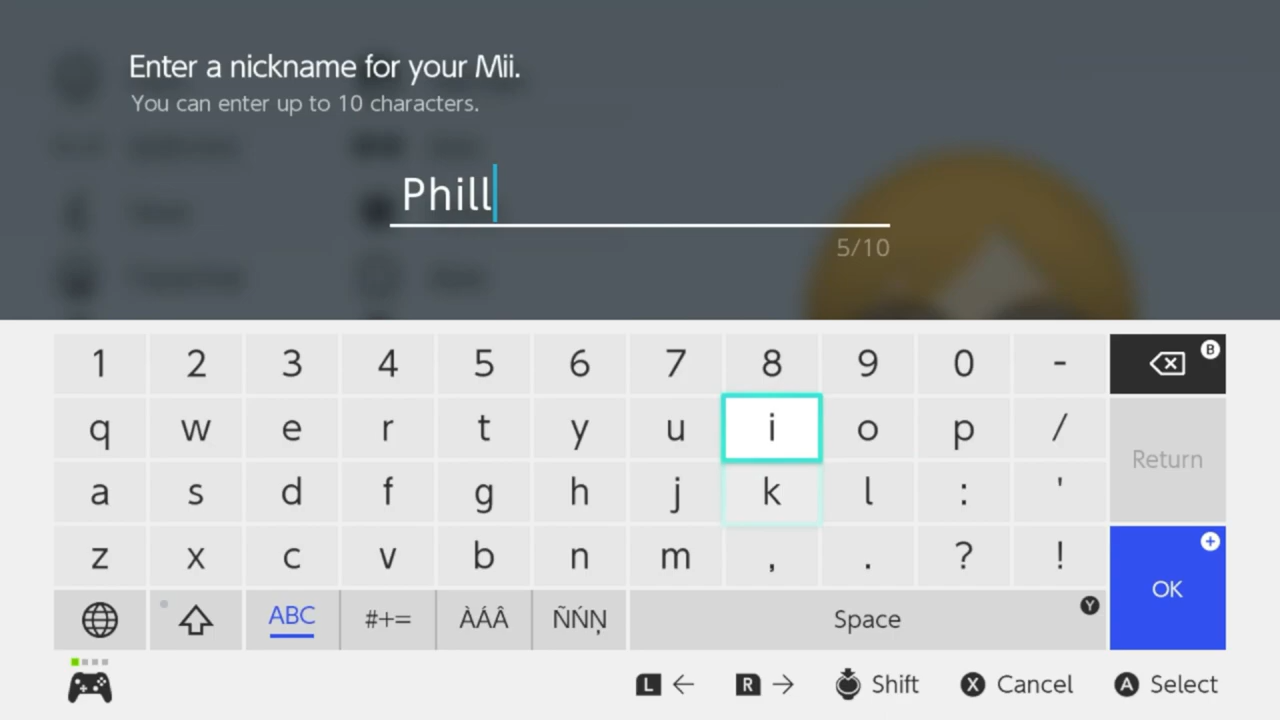 Enter a nickname for your Mii.
You can enter up to 10 characters.
Phill
5/10
1 2 3 4 5 6 7 8 9 0 - B
q w e r t y u i o p / Return
a s d f g h j k l : '
z x c v b n m , . ? ! OK +
ABC #+= ÀÁÂ ÑŃŅ Space Y
L ← R → Shift X Cancel A Select